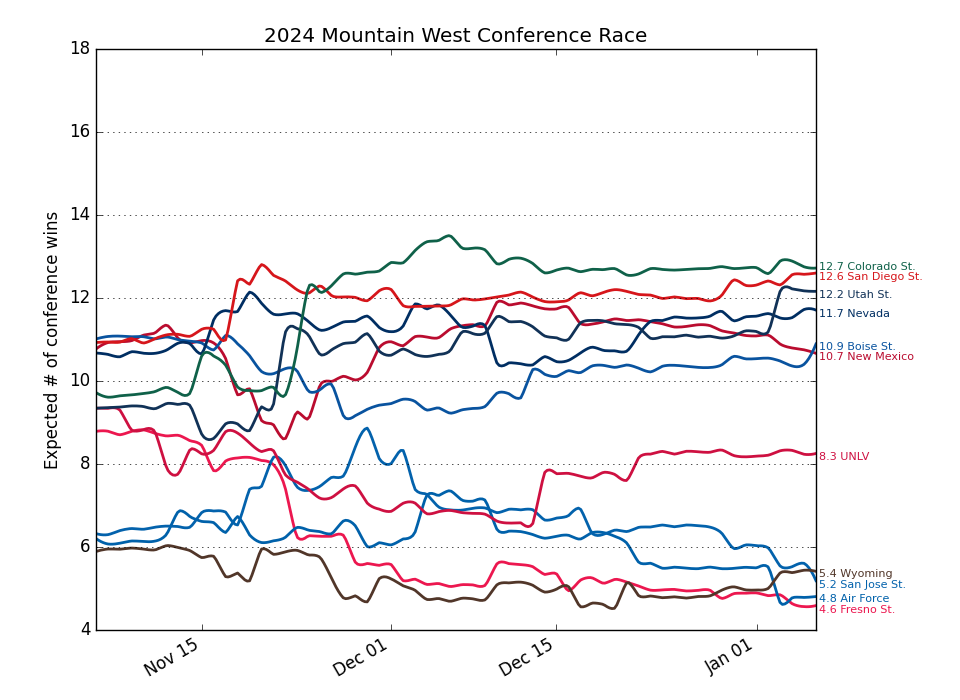 2024 Mountain West Conference Race
Expected # of conference wins
18
16
14
12
10
8
6
4
12.7 Colorado St.
12.6 San Diego St.
12.2 Utah St.
11.7 Nevada
10.9 Boise St.
10.7 New Mexico
8.3 UNLV
5.4 Wyoming
5.2 San Jose St.
4.8 Air Force
4.6 Fresno St.
Nov 15
Dec 01
Dec 15
Jan 01